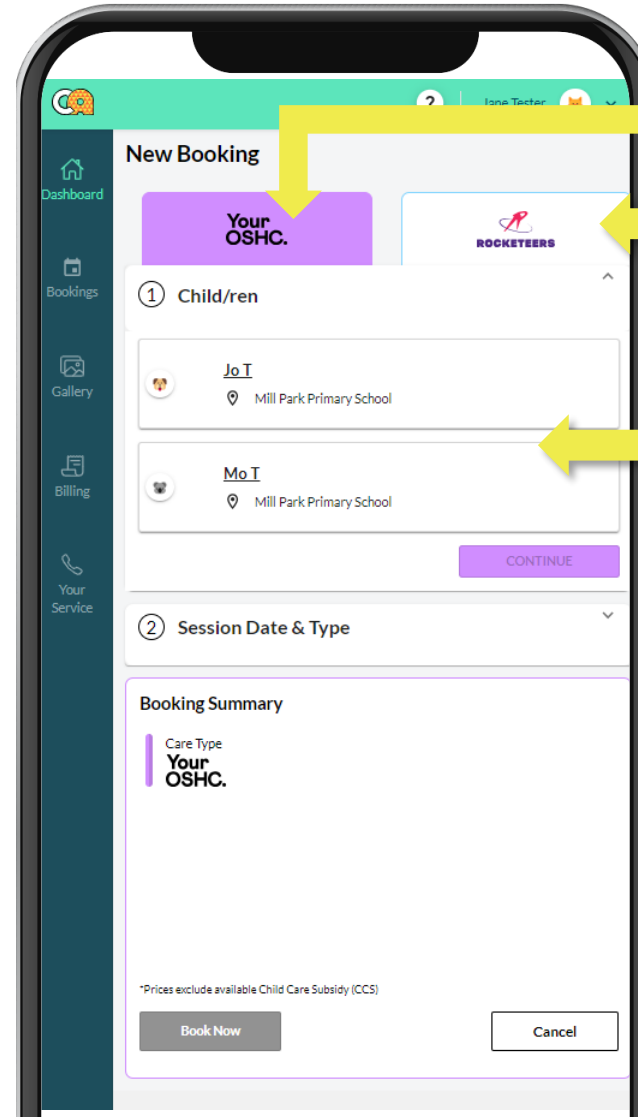 ?
Jane Tester
New Booking
Dashboard
Your
OSHC.
ROCKETEERS
Bookings
1 Child/ren
Gallery
Jo T
Mill Park Primary School
Billing
Mo T
Mill Park Primary School
CONTINUE
Your
Service
2 Session Date & Type
Booking Summary
Care Type
Your
OSHC.
*Prices exclude available Child Care Subsidy (CCS)
Book Now
Cancel